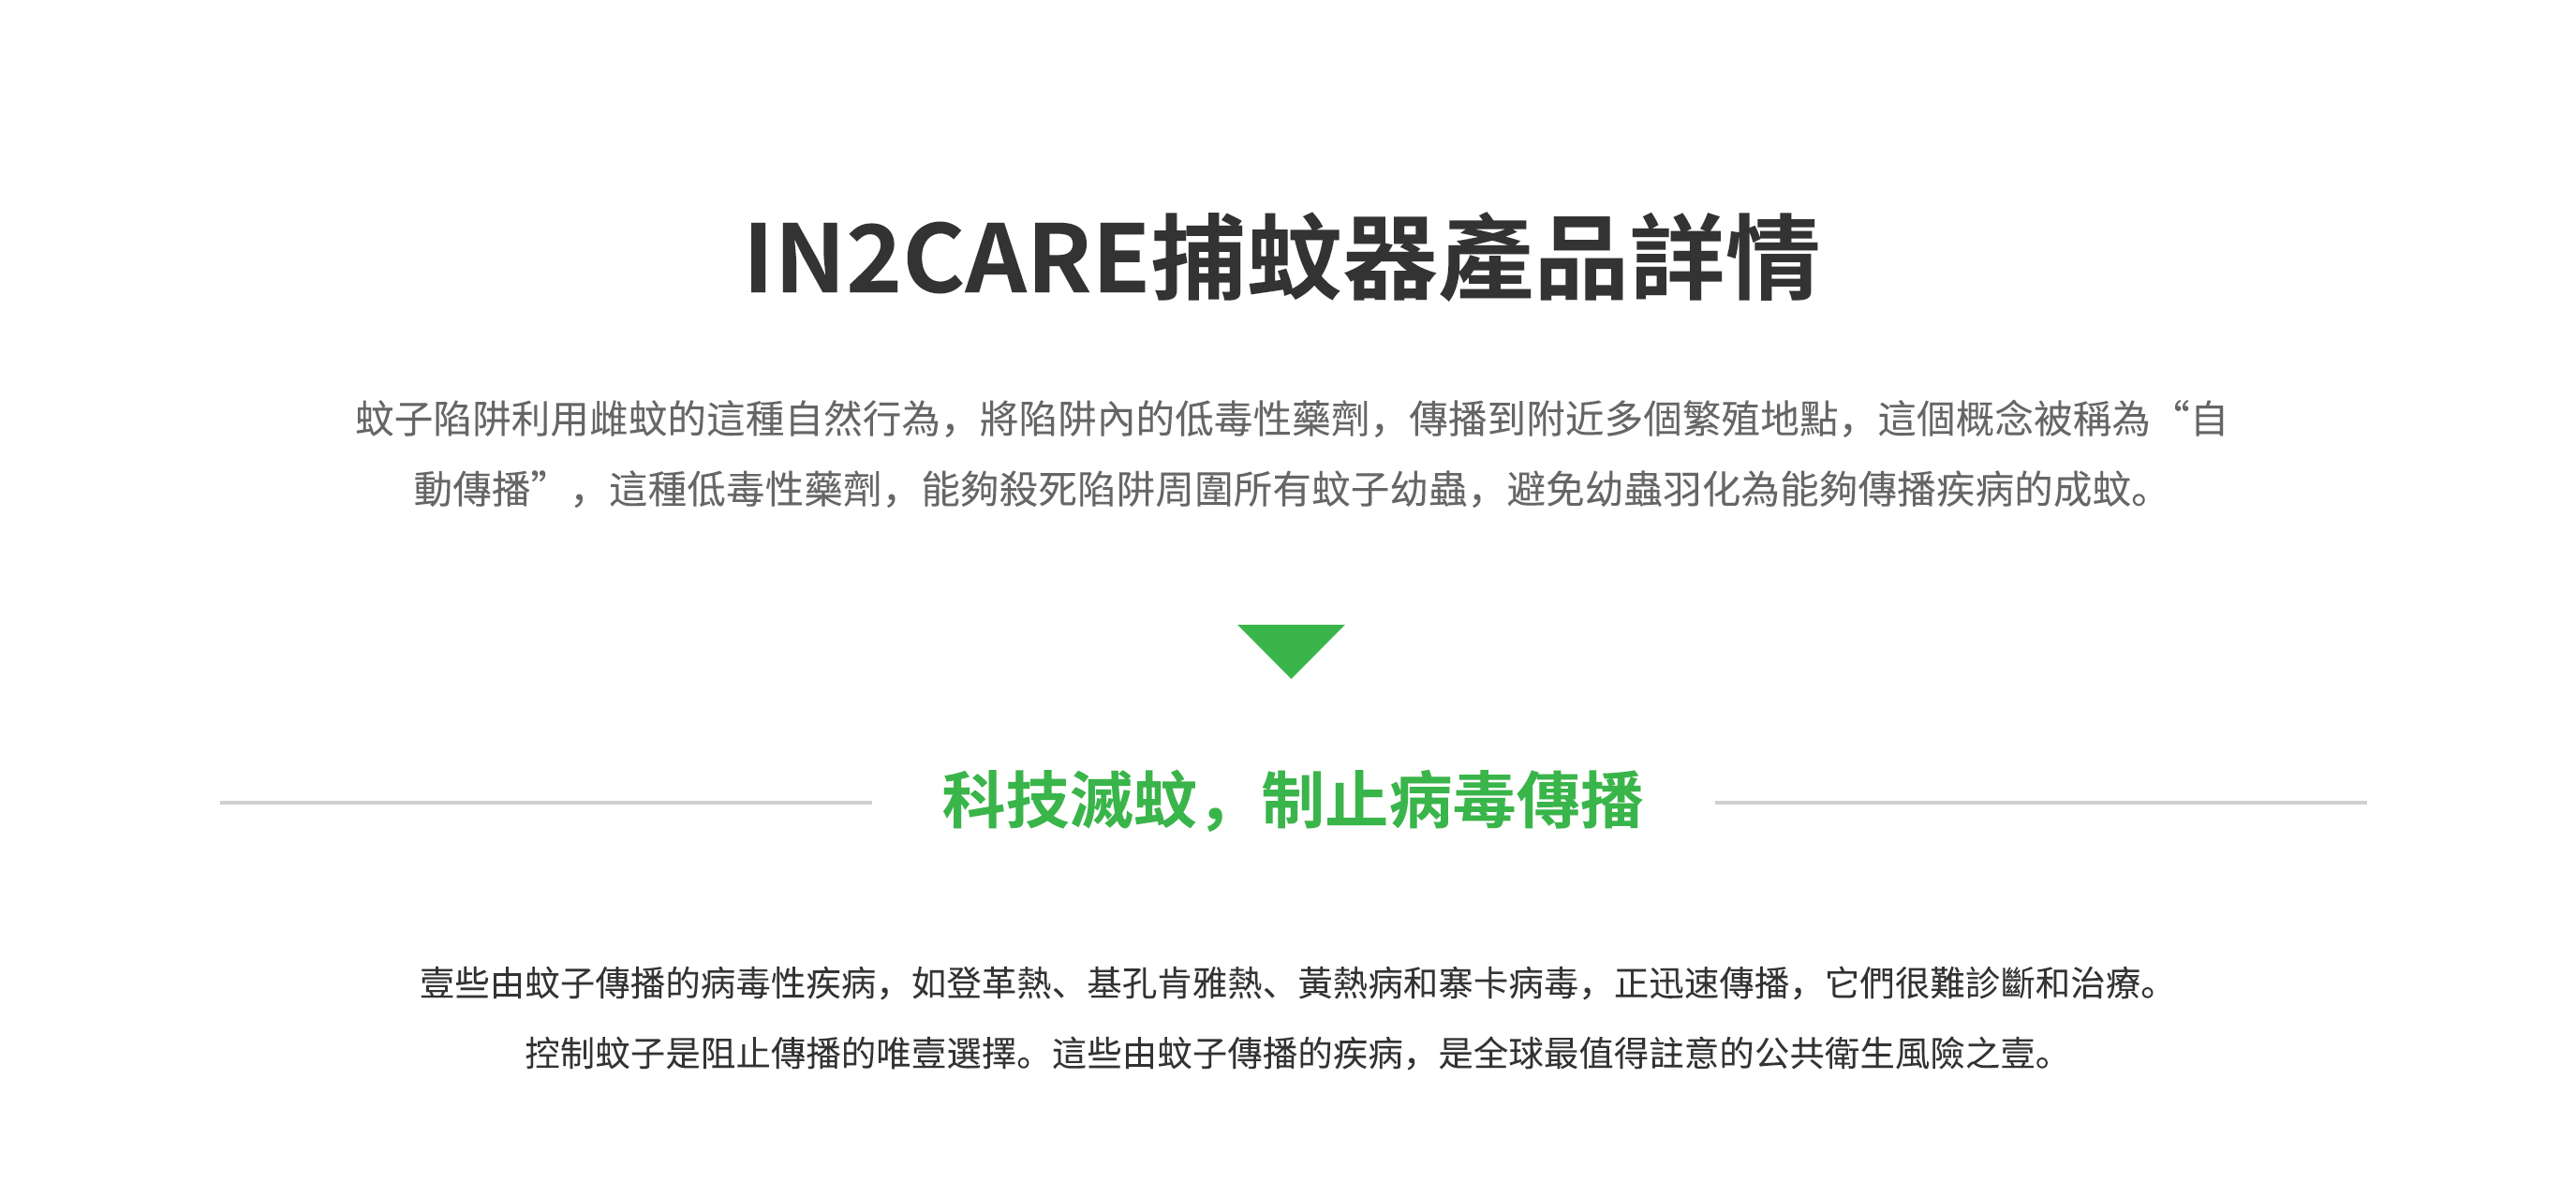 IN2CARE捕蚊器產品詳情
蚊子陷阱利用雌蚊的這種自然行為，將陷阱內的低毒性藥劑，傳播到附近多個繁殖地點，這個概念被稱為“自
動傳播”，這種低毒性藥劑，能夠殺死陷阱周圍所有蚊子幼蟲，避免幼蟲羽化為能夠傳播疾病的成蚊。
科技滅蚊，制止病毒傳播
壹些由蚊子傳播的病毒性疾病，如登革熱、基孔肯雅熱、黃熱病和寨卡病毒，正迅速傳播，它們很難診斷和治療。
控制蚊子是阻止傳播的唯壹選擇。這些由蚊子傳播的疾病，是全球最值得註意的公共衛生風險之壹。